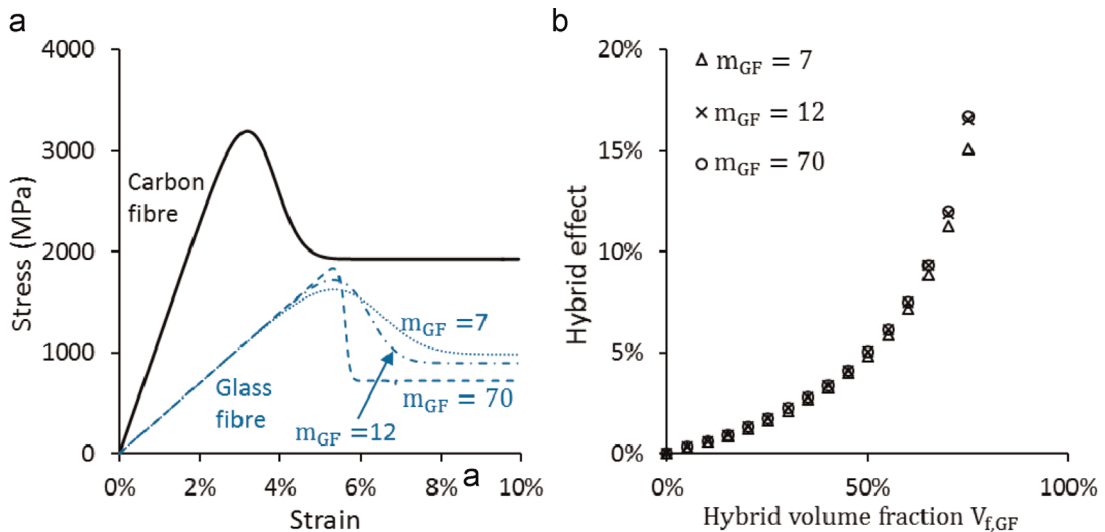 a
4000
3000
2000
1000
0
Stress (MPa)
Carbon
fibre
Glass
fibre
m_GF =7
m_GF = 70
m_GF =12
0%
2%
4%
6%
8%
a
10%
Strain
b
20%
15%
10%
5%
0%
Hybrid effect
△ m_GF = 7
× m_GF = 12
○ m_GF = 70
0%
50%
100%
Hybrid volume fraction V_f,GF